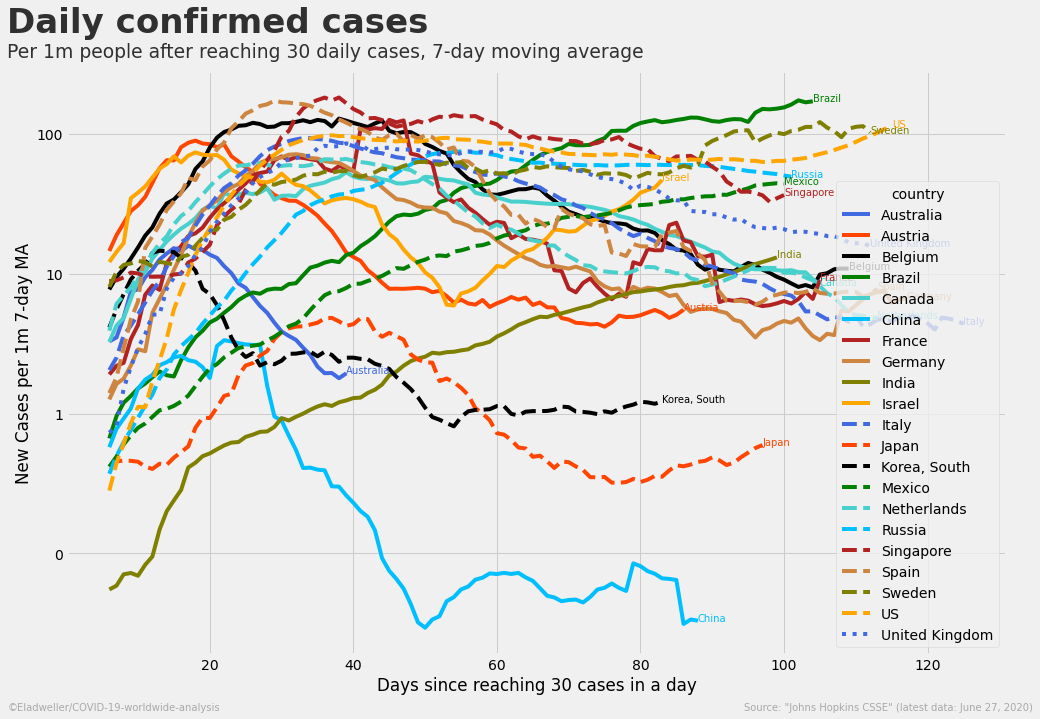 Daily confirmed cases
Per 1m people after reaching 30 daily cases, 7-day moving average
New Cases per 1m 7-day MA
100
10
1
0
Brazil
US
Sweden
Russia
Mexico
Israel
Singapore
United Kingdom
India
Belgium
Austria
Italy
Australia
Korea, South
Japan
China
country
Australia
Austria
Belgium
Brazil
Canada
China
France
Germany
India
Israel
Italy
Japan
Korea, South
Mexico
Netherlands
Russia
Singapore
Spain
Sweden
US
United Kingdom
20 40 60 80 100 120
Days since reaching 30 cases in a day
©Eladweller/COVID-19-worldwide-analysis
Source: "Johns Hopkins CSSE" (latest data: June 27, 2020)